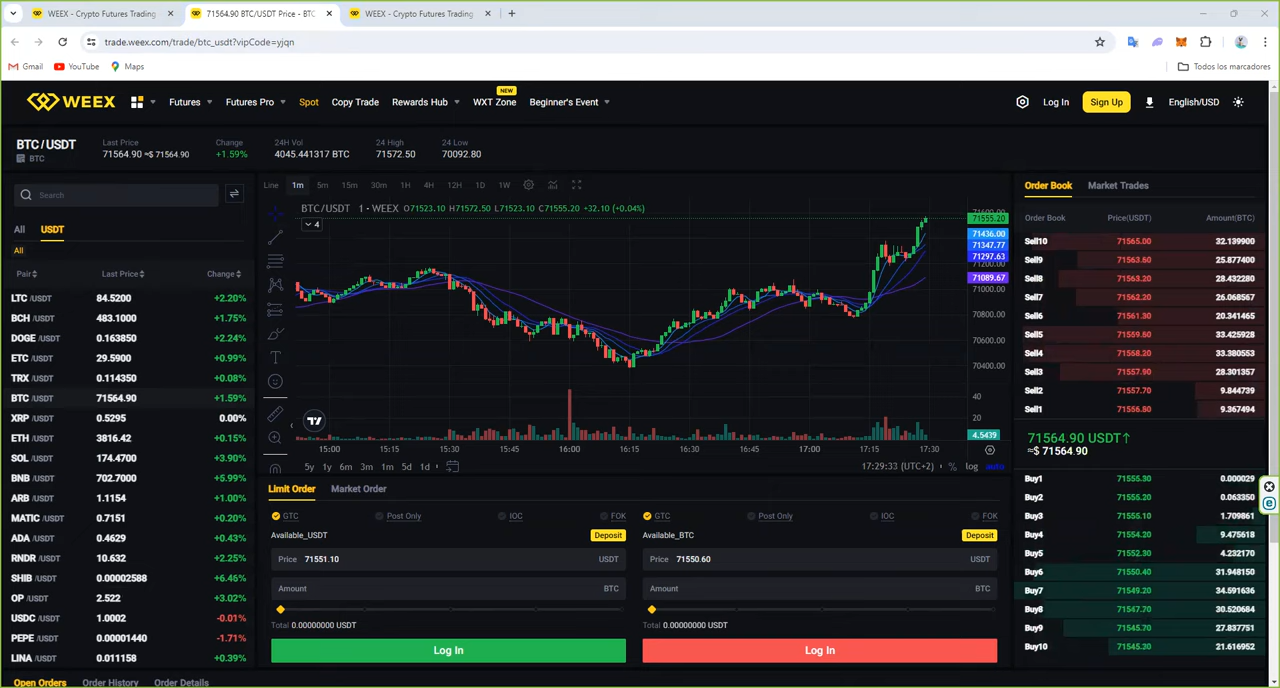 WEEX - Crypto Futures Trading
71564.90 BTC/USDT Price - BTC
WEEX - Crypto Futures Trading
trade.weex.com/trade/btc_usdt?vipCode=yjqn
Gmail YouTube Maps Todos los marcadores
WEEX Futures Futures Pro Spot Copy Trade Rewards Hub WXT Zone NEW Beginner's Event Log In Sign Up English/USD
BTC/USDT
BTC
Last Price
71564.90 ≈$ 71564.90
Change
+1.59%
24H Vol
4045.441317 BTC
24 High
71572.50
24 Low
70092.80
Search
All USDT
All
Pair Last Price Change
LTC /USDT 84.5200 +2.20%
BCH /USDT 483.1000 +1.75%
DOGE /USDT 0.163850 +2.24%
ETC /USDT 29.5900 +0.99%
TRX /USDT 0.114350 +0.08%
BTC /USDT 71564.90 +1.59%
XRP /USDT 0.5295 0.00%
ETH /USDT 3816.42 +0.15%
SOL /USDT 174.4700 +3.90%
BNB /USDT 702.7000 +5.99%
ARB /USDT 1.1154 +1.00%
MATIC /USDT 0.7151 +0.20%
ADA /USDT 0.4629 +0.43%
RNDR /USDT 10.632 +2.25%
SHIB /USDT 0.00002588 +6.46%
OP /USDT 2.522 +3.02%
USDC /USDT 1.0002 -0.01%
PEPE /USDT 0.00001440 -1.71%
LINA /USDT 0.011158 +0.39%
Open Orders Order History Order Details
Line 1m 5m 15m 30m 1H 4H 12H 1D 1W
BTC/USDT · 1 · WEEX O71523.10 H71572.50 L71523.10 C71555.20 +32.10 (+0.04%)
4
71555.20
71436.00
71347.77
71297.63
71200.00
71089.67
71000.00
70800.00
70600.00
70400.00
40
20
4.5439
15:00 15:15 15:30 15:45 16:00 16:15 16:30 16:45 17:00 17:15 17:30
5y 1y 6m 3m 1m 5d 1d 17:29:33 (UTC+2) % log auto
Limit Order Market Order
GTC Post Only IOC FOK
Available_USDT Deposit
Price 71551.10 USDT
Amount BTC
Total 0.00000000 USDT
Log In
GTC Post Only IOC FOK
Available_BTC Deposit
Price 71550.60 USDT
Amount BTC
Total 0.00000000 USDT
Log In
Order Book Market Trades
Order Book Price(USDT) Amount(BTC)
Sell10 71565.00 32.139900
Sell9 71563.60 25.877400
Sell8 71563.20 28.432280
Sell7 71562.20 26.068567
Sell6 71561.30 20.341465
Sell5 71559.60 33.425928
Sell4 71558.20 33.380553
Sell3 71557.90 28.301357
Sell2 71557.70 9.844739
Sell1 71556.80 9.367494
71564.90 USDT↑
≈$ 71564.90
Buy1 71555.30 0.000029
Buy2 71555.20 0.063350
Buy3 71555.10 1.709861
Buy4 71554.20 9.475618
Buy5 71552.30 4.232170
Buy6 71550.40 31.948150
Buy7 71549.20 34.591636
Buy8 71547.70 30.520684
Buy9 71545.70 27.837751
Buy10 71545.30 21.616952